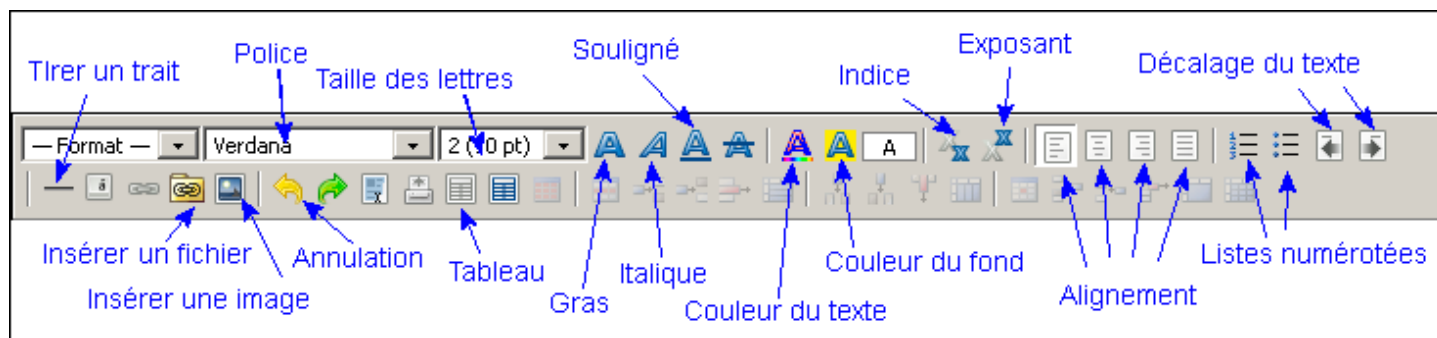 Exposant
Souligné
Police
Décalage du texte
TIrer un trait
Taille des lettres
Indice
— Format — Verdana 2 (10 pt) A A A A A A A x x
a
Insérer un fichier
Annulation
Tableau
Italique
Couleur du fond
Listes numérotées
Insérer une image
Gras
Couleur du texte
Alignement